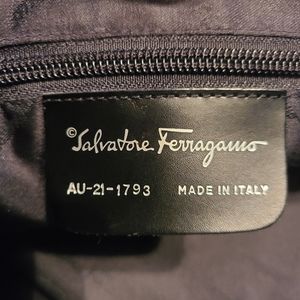 ©Salvatore Ferragamo
AU-21-1793 MADE IN ITALY